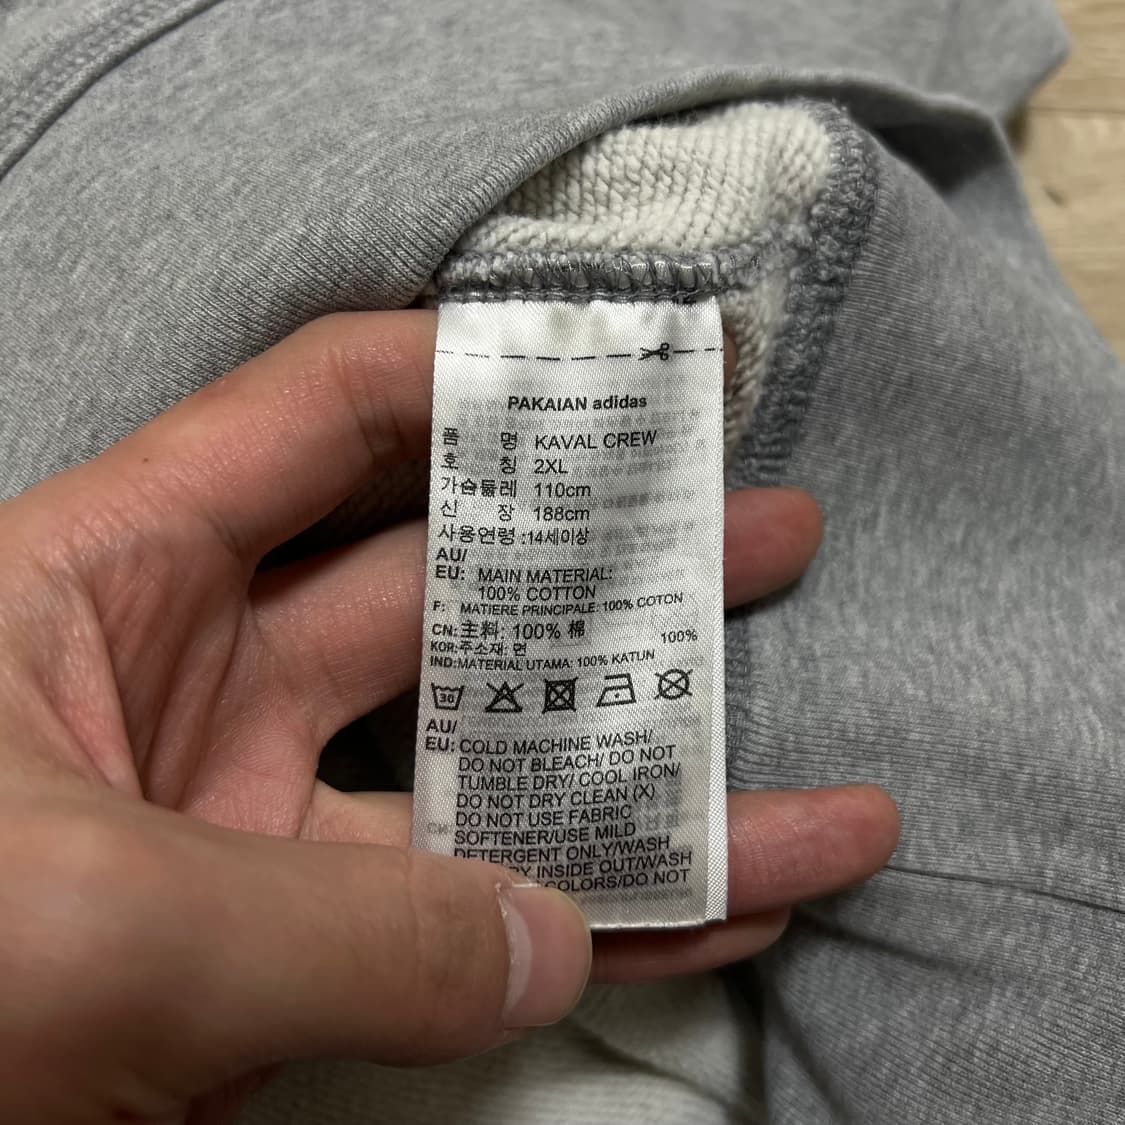 PAKAIAN adidas
품 명 KAVAL CREW
호 칭 2XL
가슴둘레 110cm
신 장 188cm
사용연령 :14세이상
AU/
EU: MAIN MATERIAL:
100% COTTON
F: MATIERE PRINCIPALE: 100% COTON
CN: 主料: 100% 棉
KOR:주소재: 면 100%
IND:MATERIAL UTAMA: 100% KATUN
30
AU/
EU: COLD MACHINE WASH/
DO NOT BLEACH/ DO NOT
TUMBLE DRY/ COOL IRON/
DO NOT DRY CLEAN (X)
DO NOT USE FABRIC
SOFTENER/USE MILD
DETERGENT ONLY/WASH
INSIDE OUT/WASH
COLORS/DO NOT